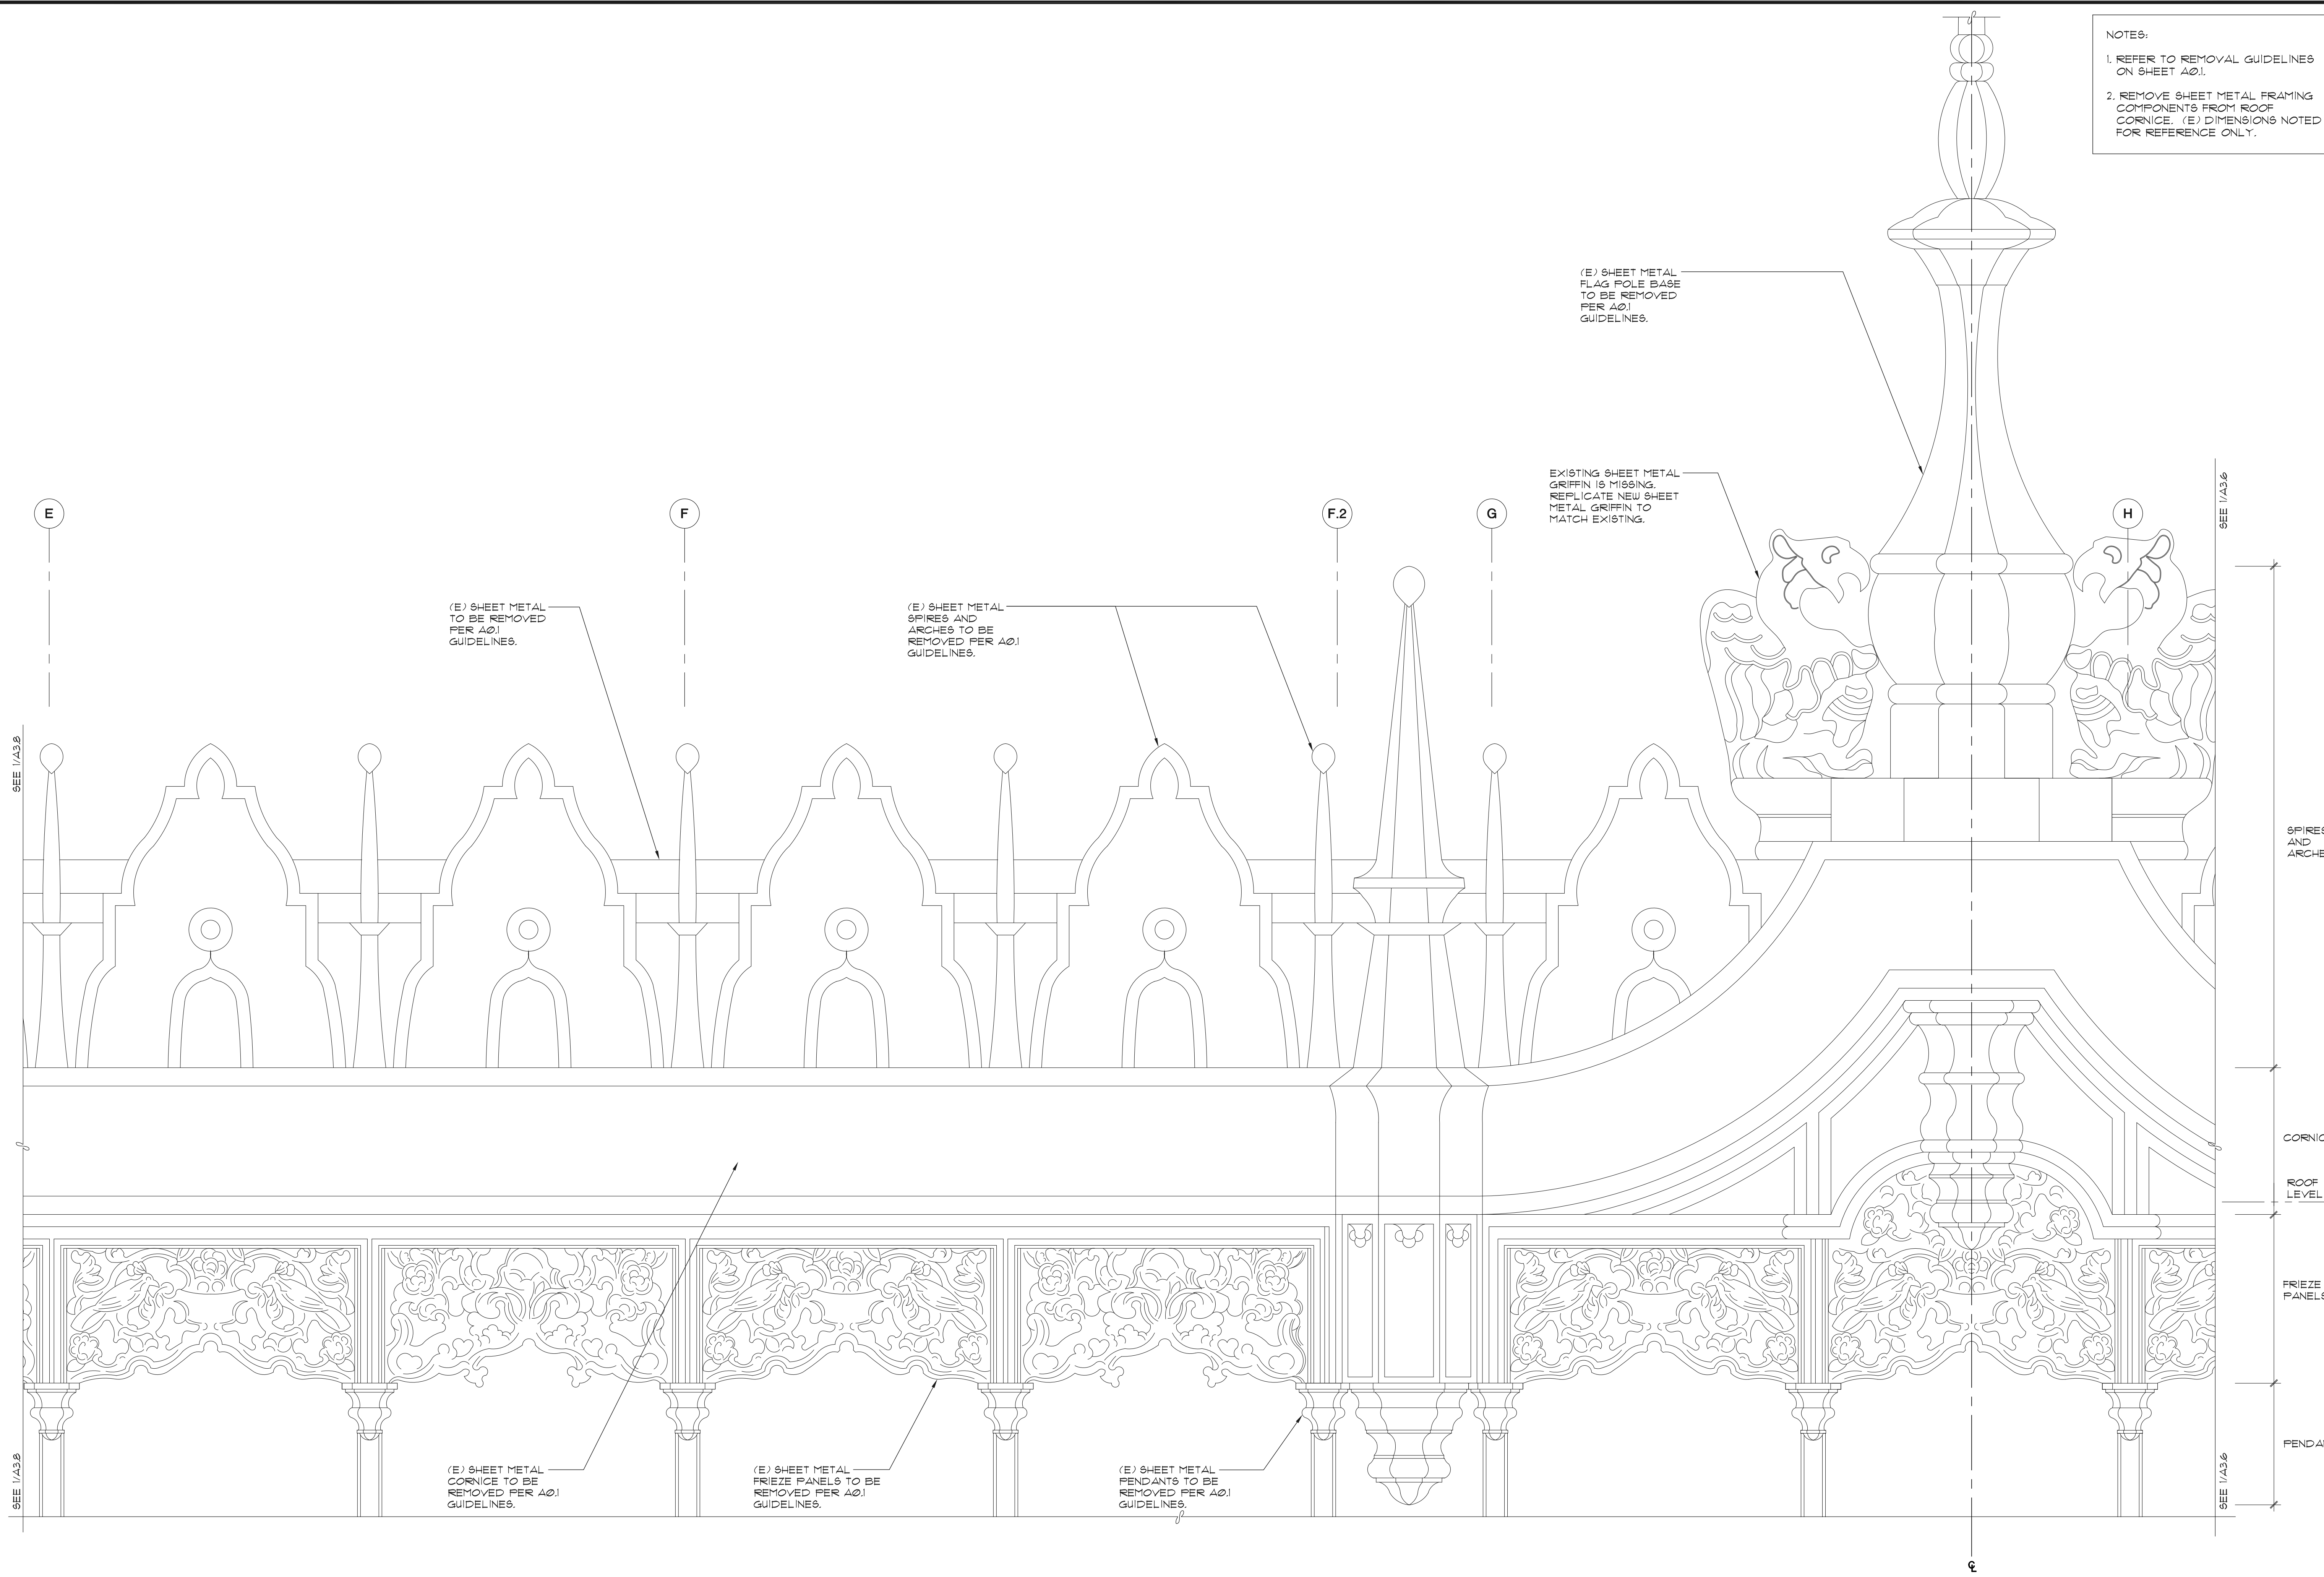 NOTES:
1. REFER TO REMOVAL GUIDELINES
ON SHEET AØ.1.
2. REMOVE SHEET METAL FRAMING
COMPONENTS FROM ROOF
CORNICE. (E) DIMENSIONS NOTED
FOR REFERENCE ONLY.
(E) SHEET METAL
FLAG POLE BASE
TO BE REMOVED
PER AØ.1
GUIDELINES.
EXISTING SHEET METAL
GRIFFIN IS MISSING.
REPLICATE NEW SHEET
METAL GRIFFIN TO
MATCH EXISTING.
SEE 1/A3.6
E
F
F.2
G
H
(E) SHEET METAL
TO BE REMOVED
PER AØ.1
GUIDELINES.
(E) SHEET METAL
SPIRES AND
ARCHES TO BE
REMOVED PER AØ.1
GUIDELINES.
SEE 1/A3.8
SPIRES
AND
ARCHE
CORNIC
ROOF
LEVEL
FRIEZE
PANELS
PENDA
SEE 1/A3.8
(E) SHEET METAL
CORNICE TO BE
REMOVED PER AØ.1
GUIDELINES.
(E) SHEET METAL
FRIEZE PANELS TO BE
REMOVED PER AØ.1
GUIDELINES.
(E) SHEET METAL
PENDANTS TO BE
REMOVED PER AØ.1
GUIDELINES.
SEE 1/A3.6
℄